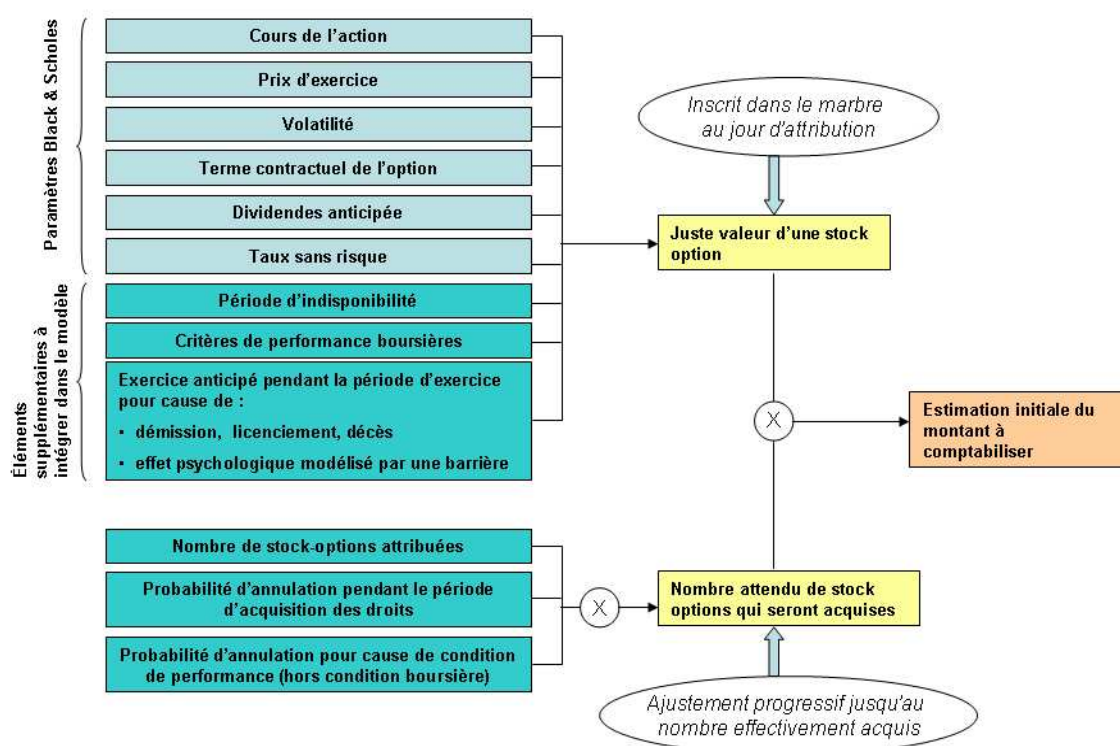 Paramètres Black & Scholes
Cours de l'action
Prix d'exercice
Volatilité
Terme contractuel de l'option
Dividendes anticipée
Taux sans risque
Éléments
supplémentaires à
intégrer dans le modèle
Période d'indisponibilité
Critères de performance boursières
Exercice anticipé pendant la période d'exercice
pour cause de :
• démission, licenciement, décès
• effet psychologique modélisé par une barrière
Inscrit dans le marbre
au jour d'attribution
Juste valeur d'une stock
option
X
Estimation initiale du
montant à
comptabiliser
Nombre de stock-options attribuées
Probabilité d'annulation pendant le période
d'acquisition des droits
Probabilité d'annulation pour cause de condition
de performance (hors condition boursière)
X
Nombre attendu de stock
options qui seront acquises
Ajustement progressif jusqu'au
nombre effectivement acquis